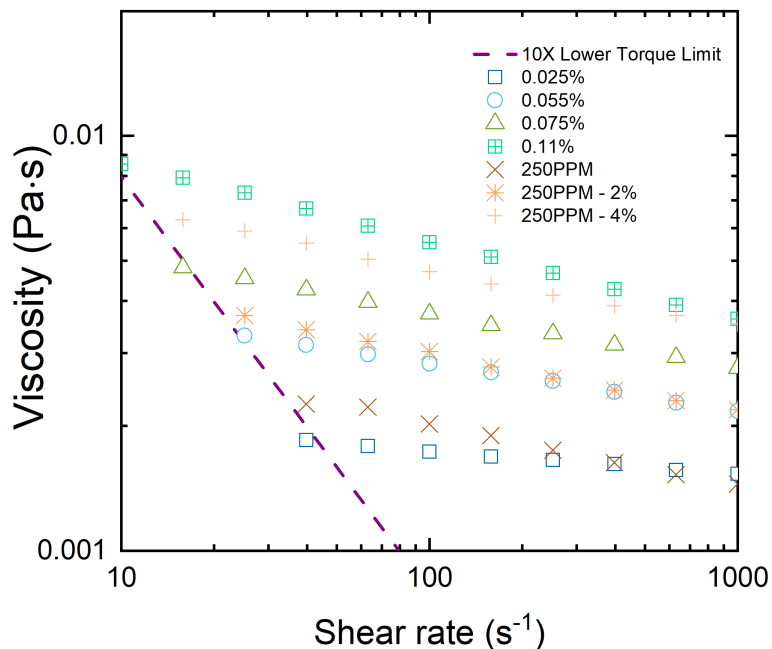 10X Lower Torque Limit
0.025%
0.055%
0.075%
0.11%
250PPM
250PPM - 2%
250PPM - 4%
0.01
0.001
Viscosity (Pa·s)
10
100
1000
Shear rate (s⁻¹)